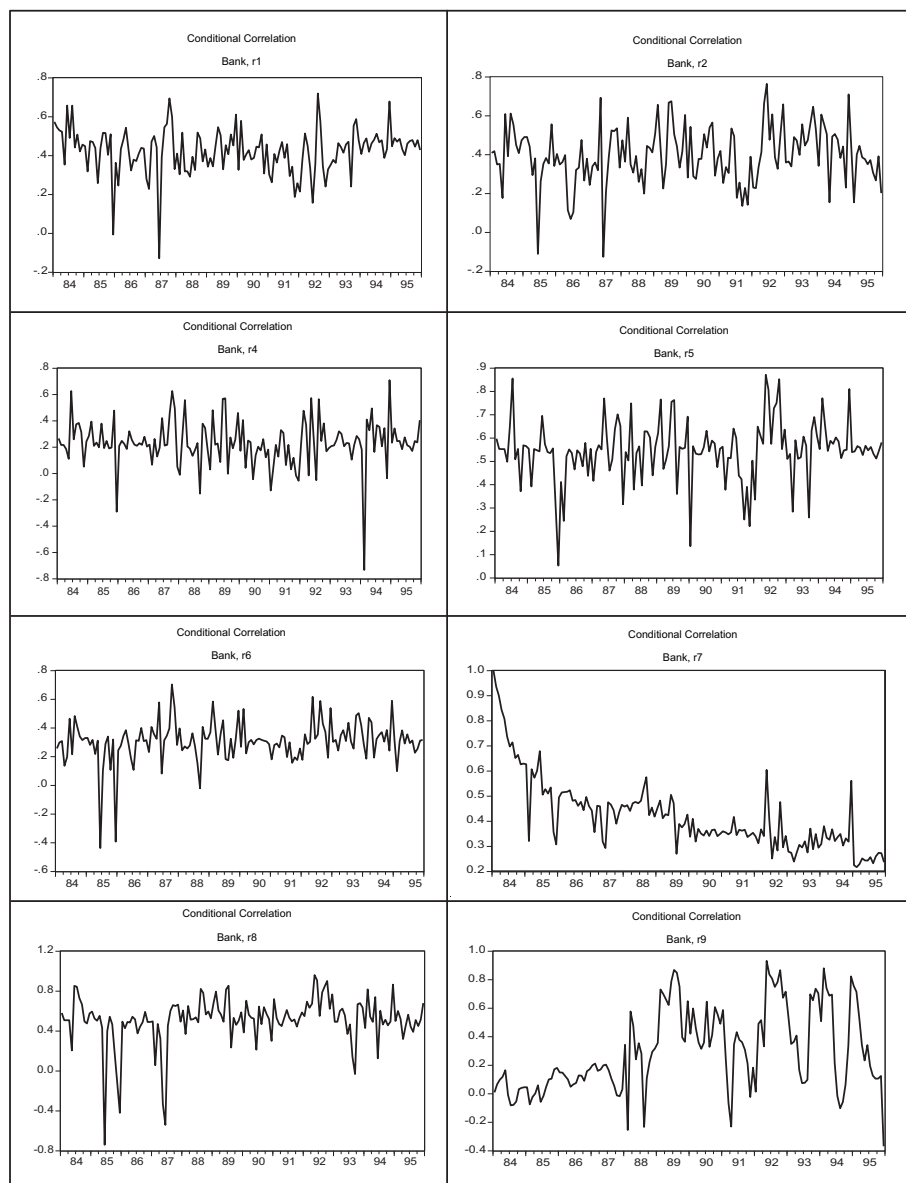 Conditional Correlation
Bank, r1
.8
.6
.4
.2
.0
-.2
84 85 86 87 88 89 90 91 92 93 94 95
Conditional Correlation
Bank, r2
.8
.6
.4
.2
.0
-.2
84 85 86 87 88 89 90 91 92 93 94 95
Conditional Correlation
Bank, r4
.8
.6
.4
.2
.0
-.2
-.4
-.6
-.8
84 85 86 87 88 89 90 91 92 93 94 95
Conditional Correlation
Bank, r5
.9
.8
.7
.6
.5
.4
.3
.2
.1
.0
84 85 86 87 88 89 90 91 92 93 94 95
Conditional Correlation
Bank, r6
.8
.6
.4
.2
.0
-.2
-.4
-.6
84 85 86 87 88 89 90 91 92 93 94 95
Conditional Correlation
Bank, r7
1.0
0.9
0.8
0.7
0.6
0.5
0.4
0.3
0.2
84 85 86 87 88 89 90 91 92 93 94 95
Conditional Correlation
Bank, r8
1.2
0.8
0.4
0.0
-0.4
-0.8
84 85 86 87 88 89 90 91 92 93 94 95
Conditional Correlation
Bank, r9
1.0
0.8
0.6
0.4
0.2
0.0
-0.2
-0.4
84 85 86 87 88 89 90 91 92 93 94 95